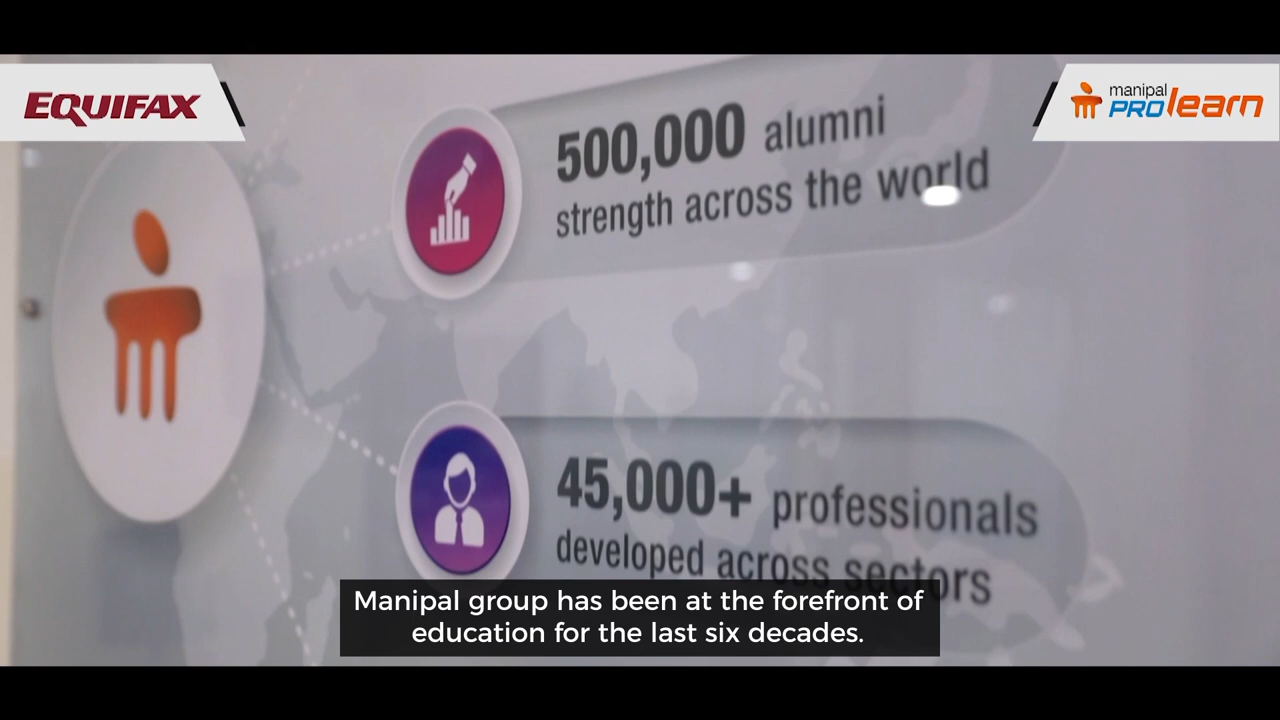 EQUIFAX
manipal
PROlearn
500,000 alumni
strength across the world
45,000+ professionals
developed across sectors
Manipal group has been at the forefront of
education for the last six decades.